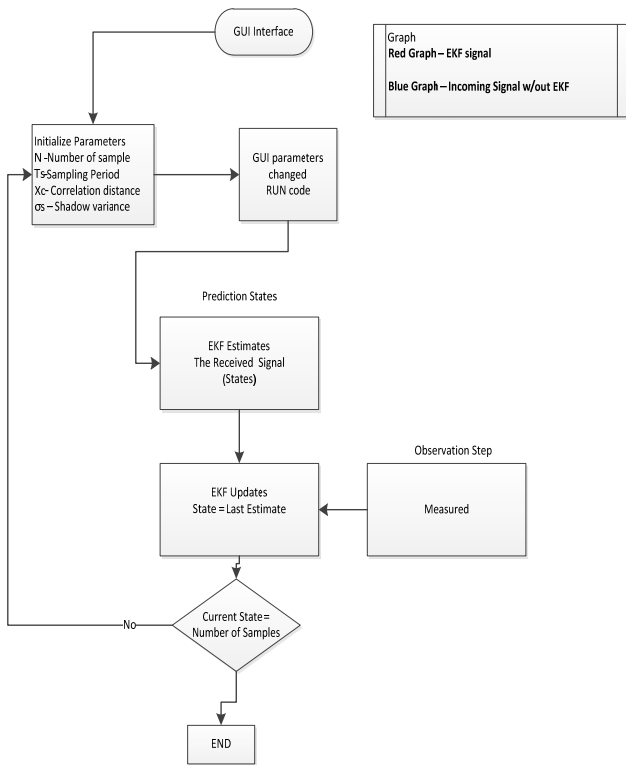 GUI Interface
Graph
Red Graph – EKF signal
Blue Graph – Incoming Signal w/out EKF
Initialize Parameters
N -Number of sample
Ts-Sampling Period
Xc- Correlation distance
σs – Shadow variance
GUI parameters
changed
RUN code
Prediction States
EKF Estimates
The Received Signal
(States)
Observation Step
EKF Updates
State = Last Estimate
Measured
Current State =
Number of Samples
No
END